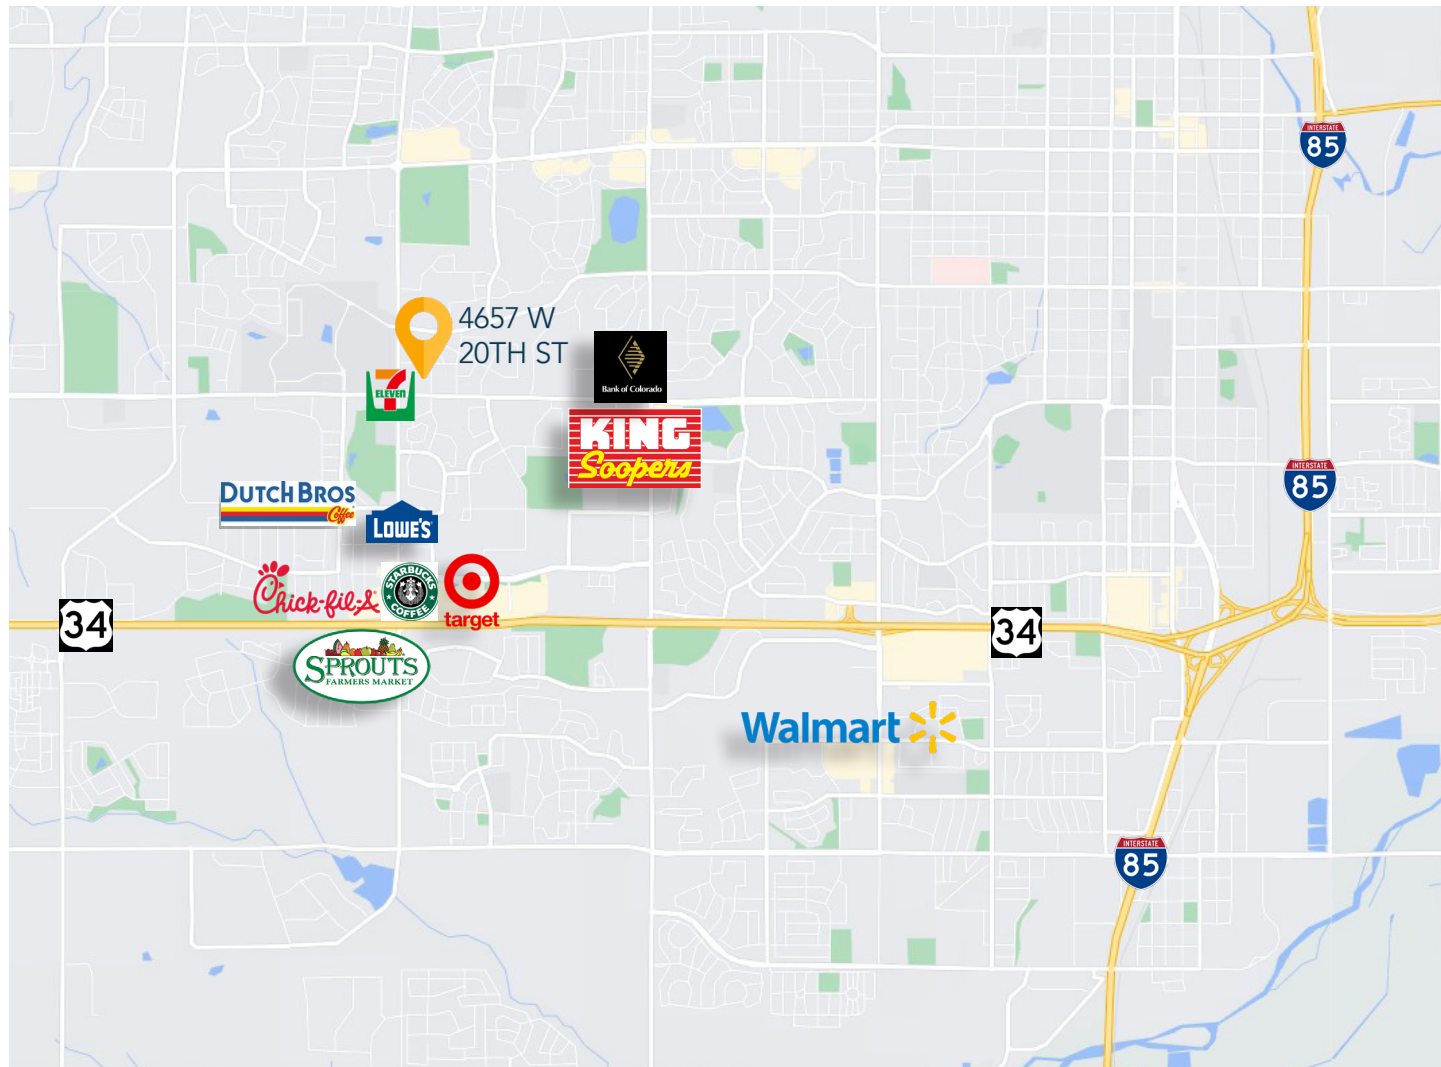 INTERSTATE
85
4657 W
20TH ST
Bank of Colorado
7
ELEVEN
KING
Soopers
INTERSTATE
85
DUTCH BROS
Coffee
LOWE'S
Chick-fil-A
STARBUCKS
COFFEE
target
34
34
SPROUTS
FARMERS MARKET
Walmart
INTERSTATE
85